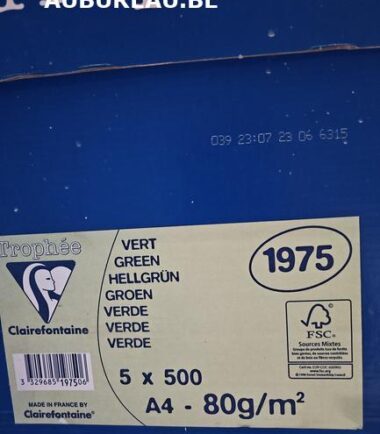 AUBUREAU.BE
039 23:07 23 06 6315
Trophée
Clairefontaine
VERT
GREEN
HELLGRÜN
GROEN
VERDE
VERDE
VERDE
1975
FSC
Sources Mixtes
5 x 500
A4 - 80g/m²
3 329685 197506
MADE IN FRANCE BY
Clairefontaine